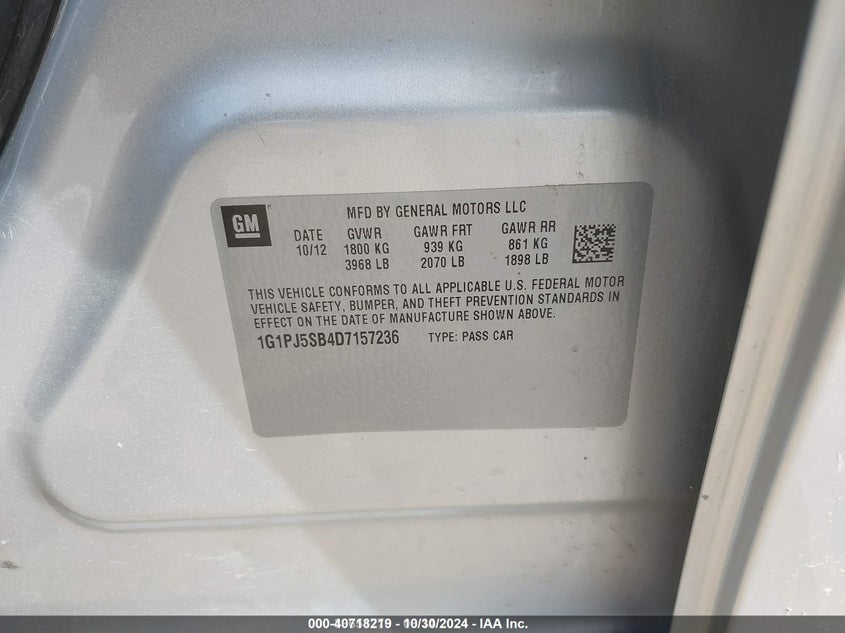 GM
MFD BY GENERAL MOTORS LLC
DATE GVWR GAWR FRT GAWR RR
10/12 1800 KG 939 KG 861 KG
3968 LB 2070 LB 1898 LB
THIS VEHICLE CONFORMS TO ALL APPLICABLE U.S. FEDERAL MOTOR
VEHICLE SAFETY, BUMPER, AND THEFT PREVENTION STANDARDS IN
EFFECT ON THE DATE OF MANUFACTURE SHOWN ABOVE.
1G1PJ5SB4D7157236 TYPE: PASS CAR
000-40718219 - 10/30/2024 - IAA Inc.